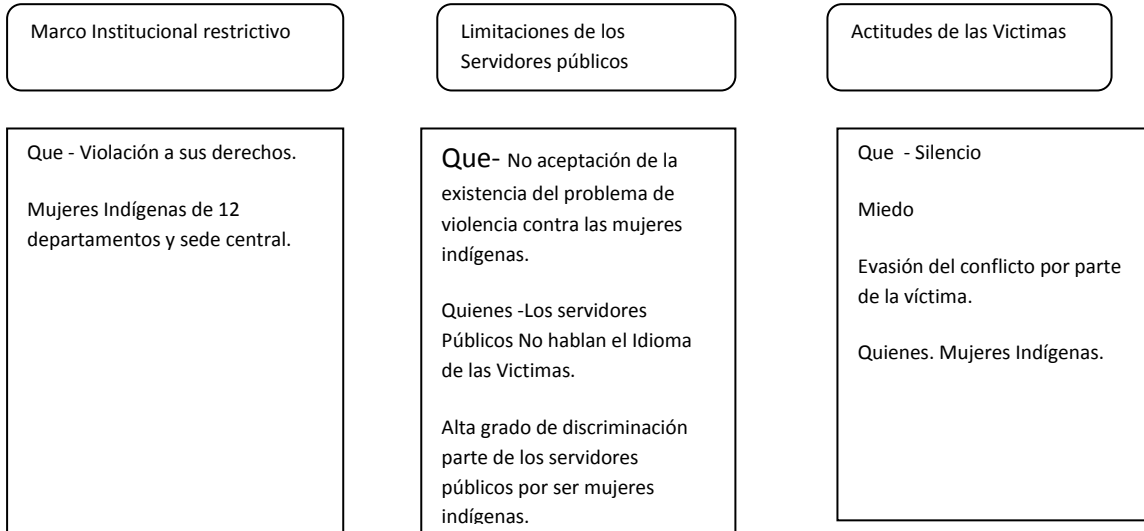 Marco Institucional restrictivo
Limitaciones de los
Servidores públicos
Actitudes de las Victimas
Que - Violación a sus derechos.
Mujeres Indígenas de 12
departamentos y sede central.
Que- No aceptación de la
existencia del problema de
violencia contra las mujeres
indígenas.
Quienes -Los servidores
Públicos No hablan el Idioma
de las Victimas.
Alta grado de discriminación
parte de los servidores
públicos por ser mujeres
indígenas.
Que - Silencio
Miedo
Evasión del conflicto por parte
de la víctima.
Quienes. Mujeres Indígenas.